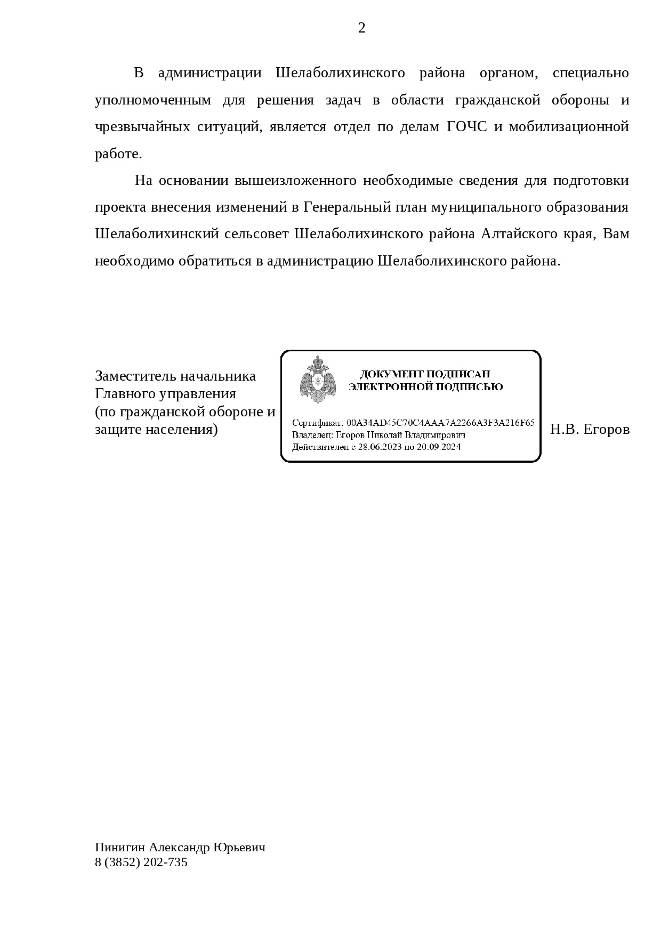 2
В администрации Шелаболихинского района органом, специально
уполномоченным для решения задач в области гражданской обороны и
чрезвычайных ситуаций, является отдел по делам ГОЧС и мобилизационной
работе.
На основании вышеизложенного необходимые сведения для подготовки
проекта внесения изменений в Генеральный план муниципального образования
Шелаболихинский сельсовет Шелаболихинского района Алтайского края, Вам
необходимо обратиться в администрацию Шелаболихинского района.
Заместитель начальника
Главного управления
(по гражданской обороне и
защите населения)
ДОКУМЕНТ ПОДПИСАН
ЭЛЕКТРОННОЙ ПОДПИСЬЮ
Сертификат: 00A34AD45C70C4AAA7A2266A3F3A216F65
Владелец: Егоров Николай Владимирович
Действителен с 28.06.2023 по 20.09.2024
Н.В. Егоров
Пинигин Александр Юрьевич
8 (3852) 202-735